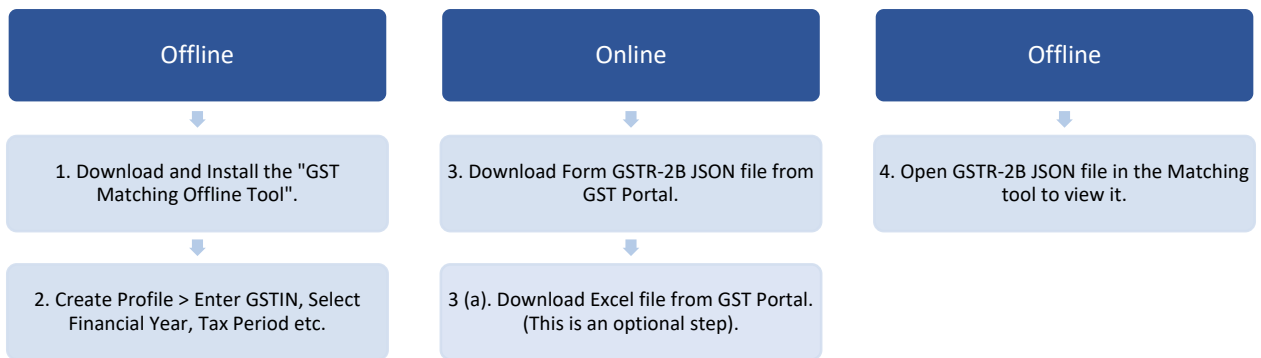 Offline
1. Download and Install the "GST
Matching Offline Tool".
2. Create Profile > Enter GSTIN, Select
Financial Year, Tax Period etc.
Online
3. Download Form GSTR-2B JSON file from
GST Portal.
3 (a). Download Excel file from GST Portal.
(This is an optional step).
Offline
4. Open GSTR-2B JSON file in the Matching
tool to view it.